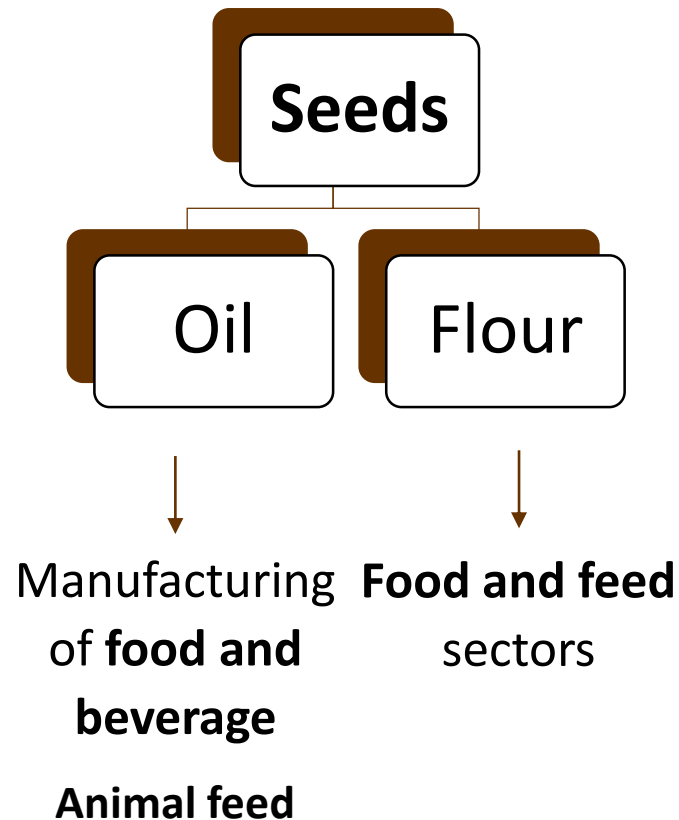 Seeds
Oil
Flour
Manufacturing
of food and
beverage
Animal feed
Food and feed
sectors